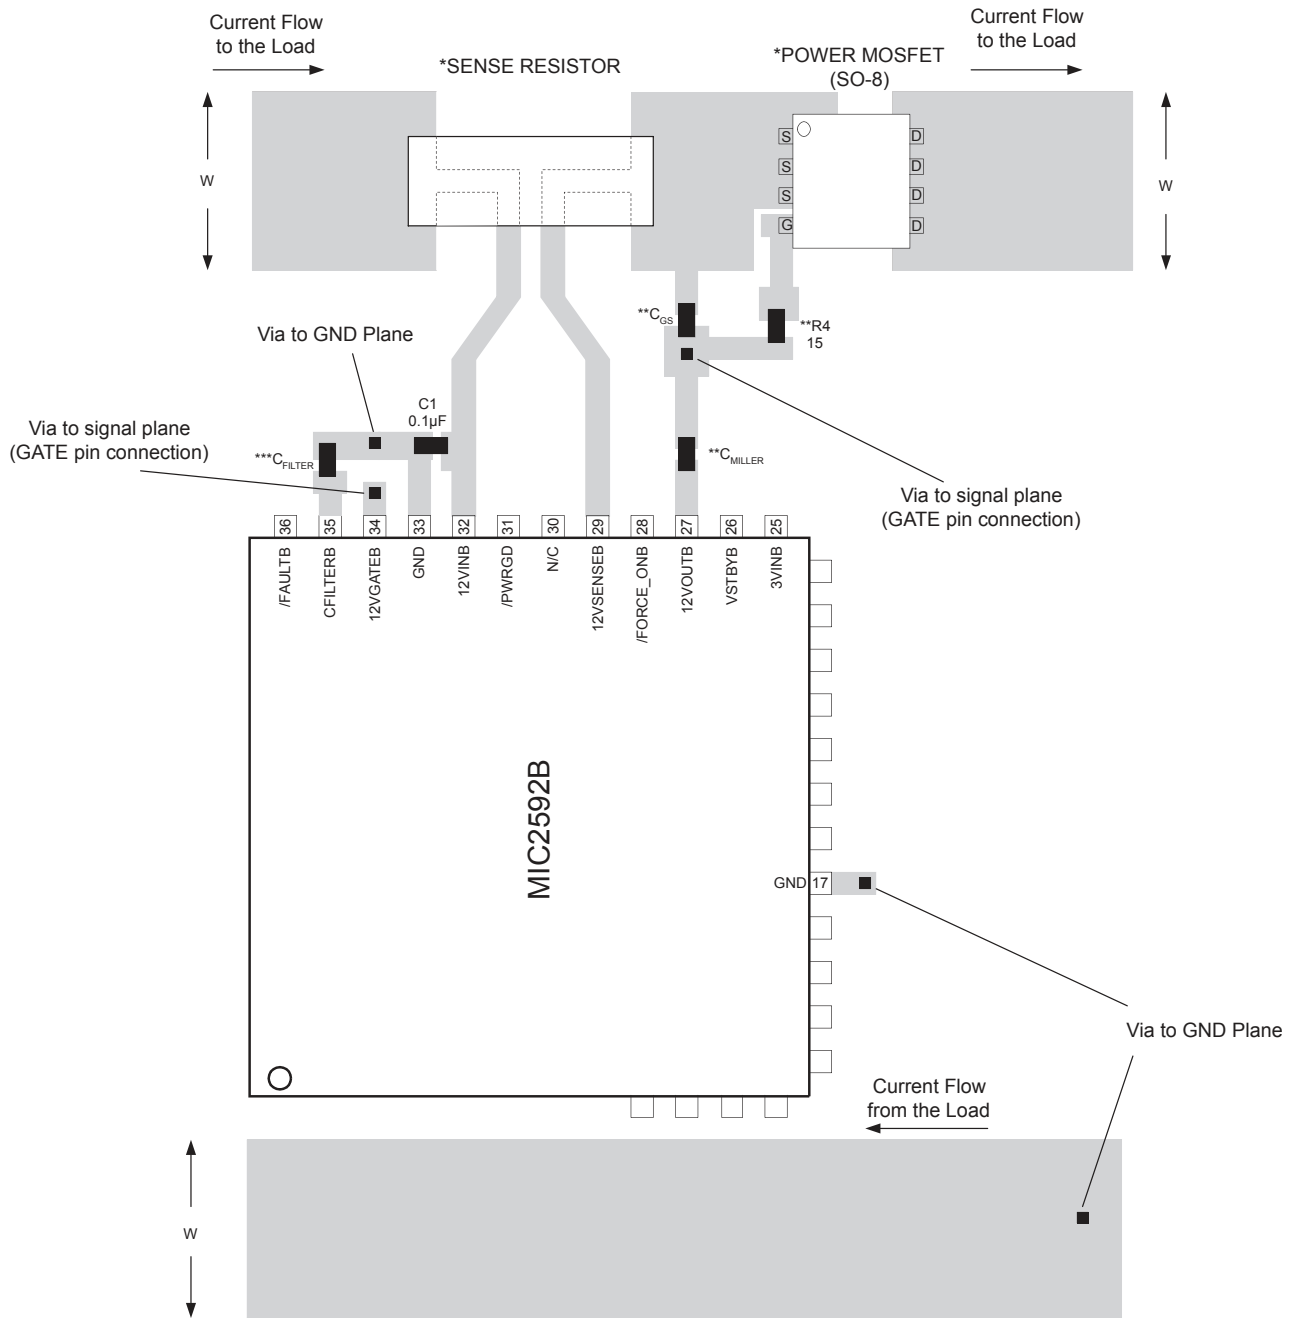 Current Flow
to the Load
*SENSE RESISTOR
*POWER MOSFET
(SO-8)
Current Flow
to the Load
W
S
S
S
G
D
D
D
D
W
**CGS
**R4
15
Via to GND Plane
C1
0.1µF
Via to signal plane
(GATE pin connection)
***CFILTER
**CMILLER
Via to signal plane
(GATE pin connection)
36
35
34
33
32
31
30
29
28
27
26
25
/FAULTB
CFILTERB
12VGATEB
GND
12VINB
/PWRGD
N/C
12VSENSEB
/FORCE_ONB
12VOUTB
VSTBYB
3VINB
MIC2592B
GND 17
Via to GND Plane
Current Flow
from the Load
W